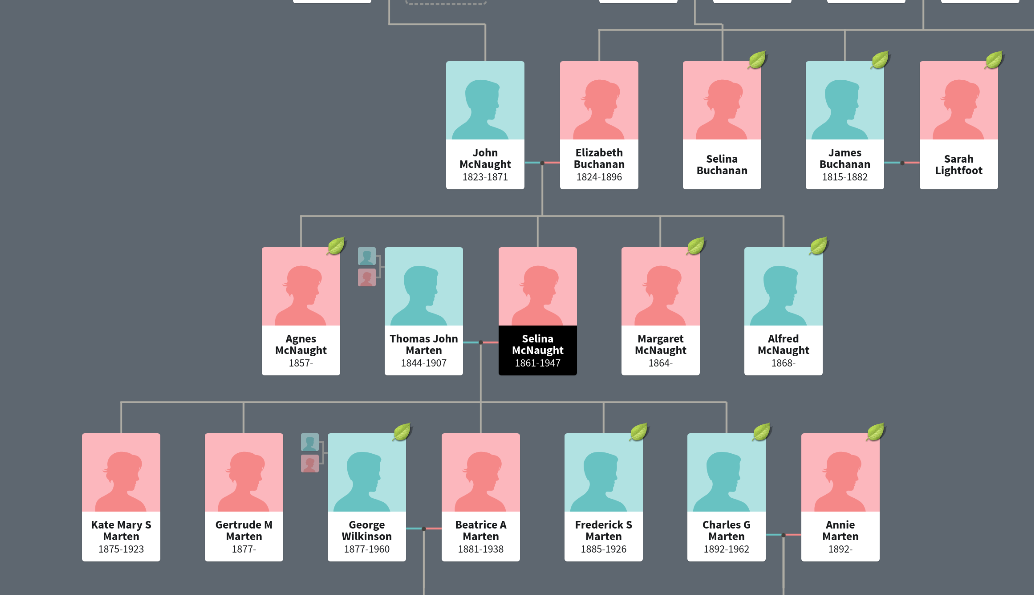 John
McNaught
1823-1871
Elizabeth
Buchanan
1824-1896
Selina
Buchanan
James
Buchanan
1815-1882
Sarah
Lightfoot
Agnes
McNaught
1857-
Thomas John
Marten
1844-1907
Selina
McNaught
1861-1947
Margaret
McNaught
1864-
Alfred
McNaught
1868-
Kate Mary S
Marten
1875-1923
Gertrude M
Marten
1877-
George
Wilkinson
1877-1960
Beatrice A
Marten
1881-1938
Frederick S
Marten
1885-1926
Charles G
Marten
1892-1962
Annie
Marten
1892-